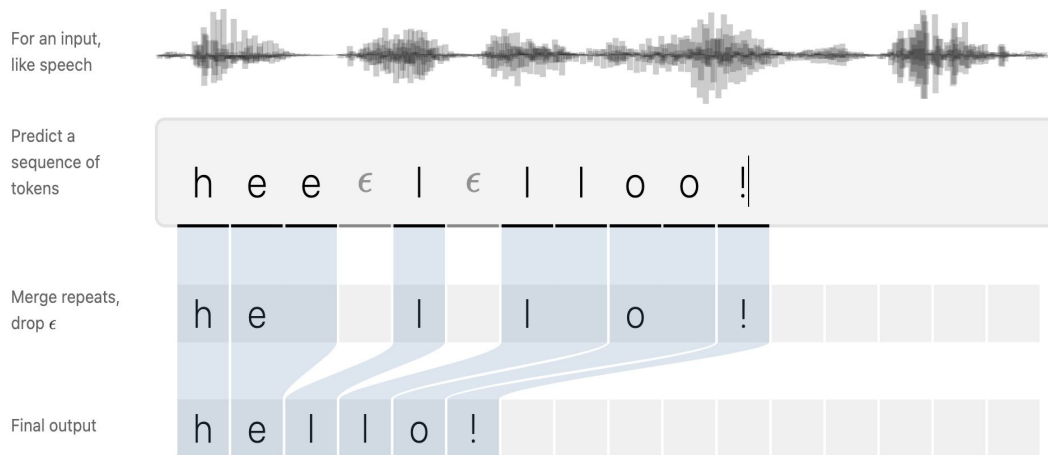 For an input,
like speech
Predict a
sequence of
tokens
h e e ϵ l ϵ l l o o !
Merge repeats,
drop ϵ
h e l l o !
Final output
h e l l o !